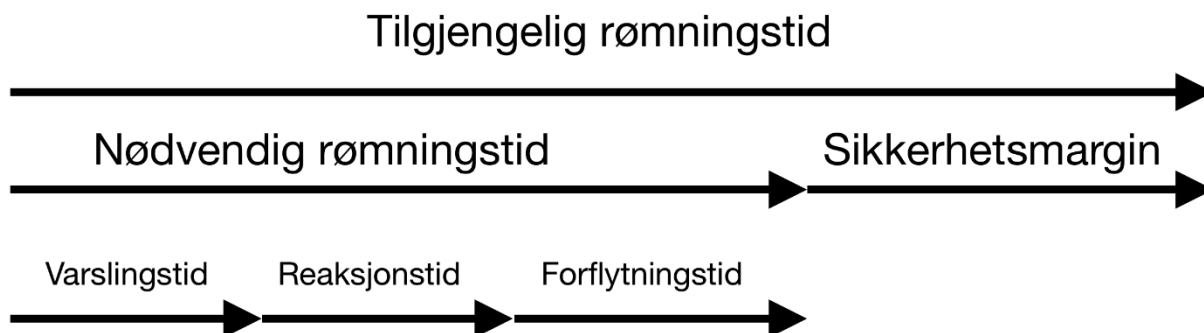 Tilgjengelig rømningstid
Nødvendig rømningstid Sikkerhetsmargin
Varslingstid Reaksjonstid Forflytningstid